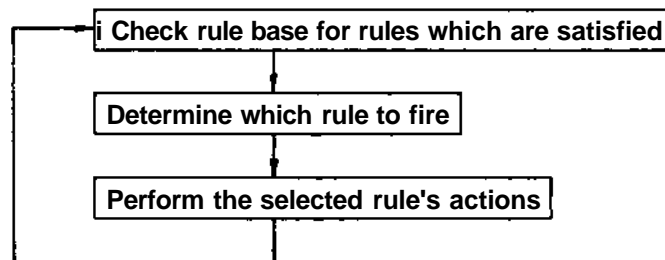 i Check rule base for rules which are satisfied
Determine which rule to fire
Perform the selected rule's actions